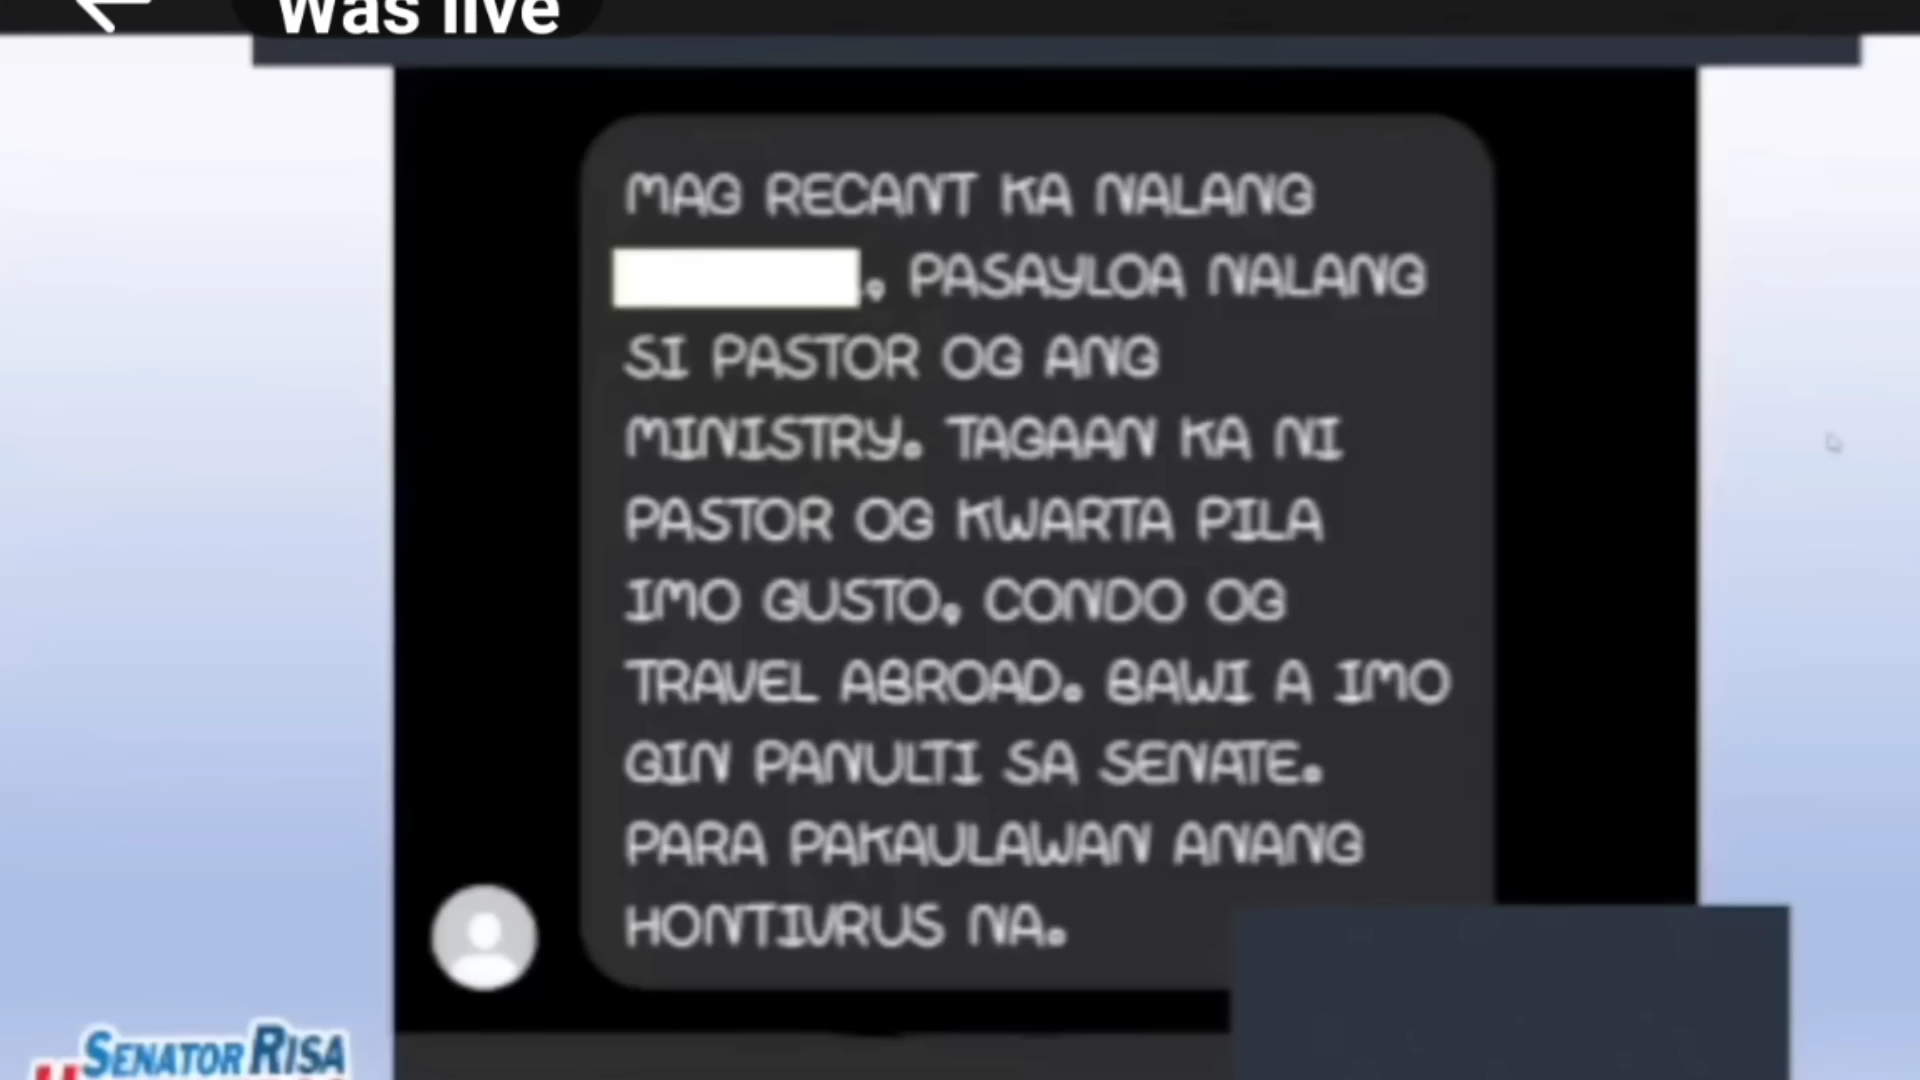 Was live
MAG RECANT KA NALANG
, PASAYLOA NALANG
SI PASTOR OG ANG
MINISTRY. TAGAAN KA NI
PASTOR OG KWARTA PILA
IMO GUSTO, CONDO OG
TRAVEL ABROAD. BAWI A IMO
GIN PANULTI SA SENATE.
PARA PAKAULAWAN ANANG
HONTIVRUS NA.
SENATOR RISA